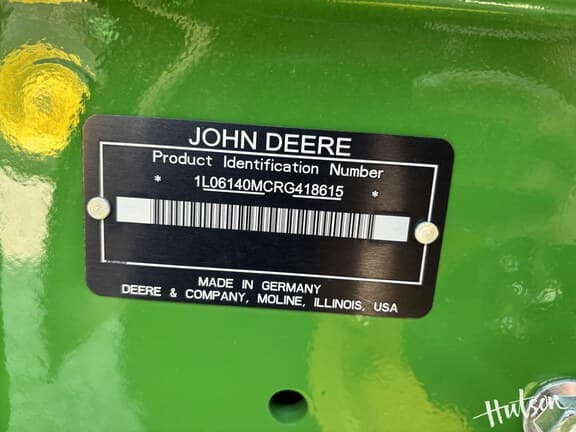 JOHN DEERE
Product Identification Number
* 1L06140MCRG418615 *
MADE IN GERMANY
DEERE & COMPANY, MOLINE, ILLINOIS, USA
Hutson